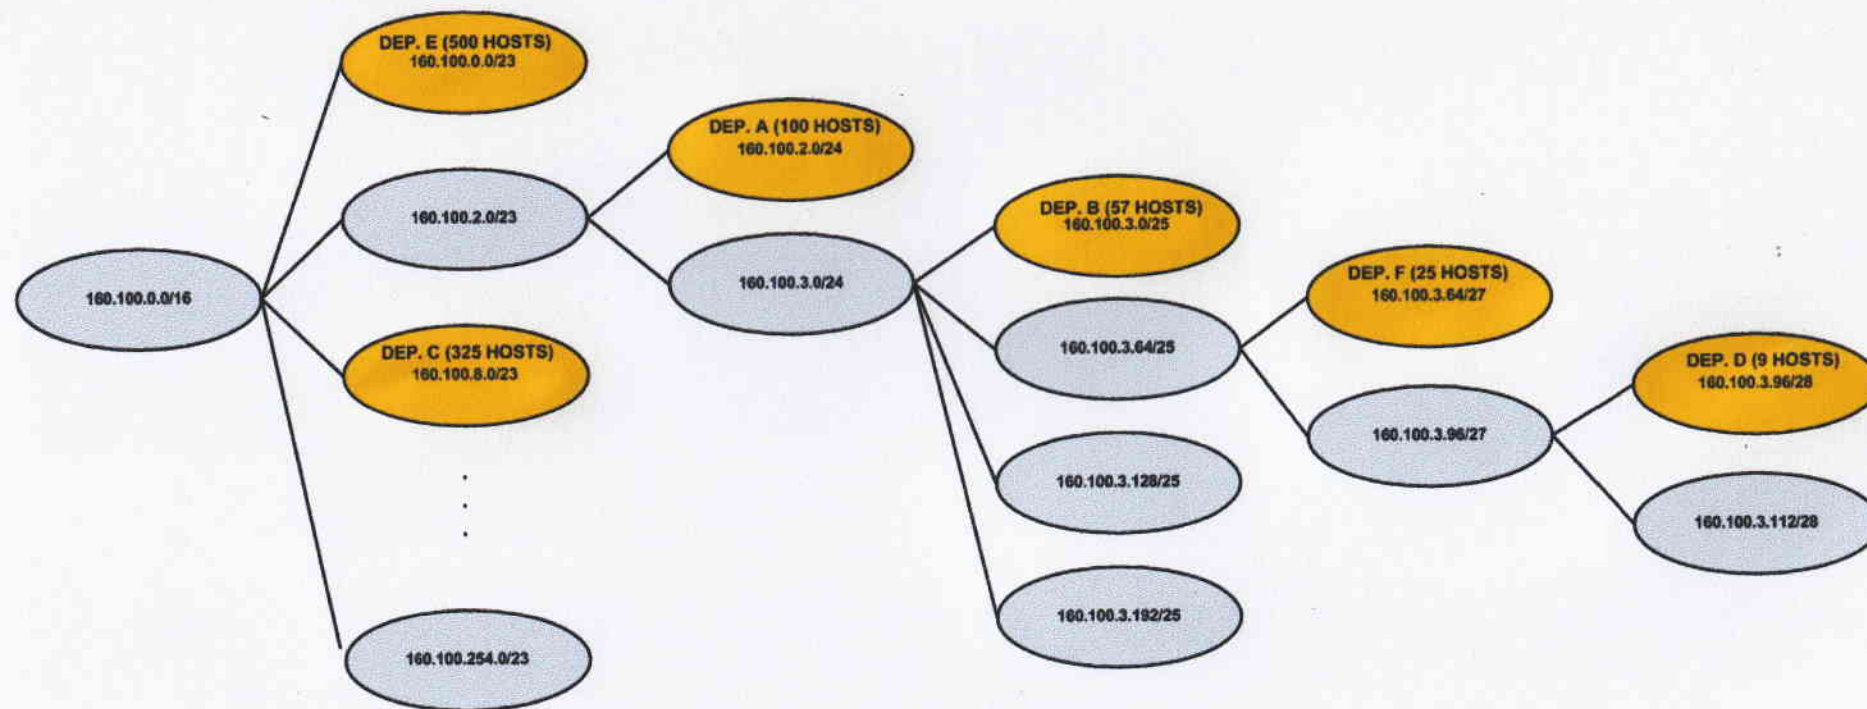 DEP. E (500 HOSTS)
160.100.0.0/23
DEP. A (100 HOSTS)
160.100.2.0/24
160.100.2.0/23
DEP. B (57 HOSTS)
160.100.3.0/25
160.100.0.0/16
160.100.3.0/24
DEP. F (25 HOSTS)
160.100.3.64/27
DEP. C (325 HOSTS)
160.100.8.0/23
160.100.3.64/25
DEP. D (9 HOSTS)
160.100.3.96/28
160.100.3.96/27
160.100.3.128/25
160.100.3.112/28
160.100.3.192/25
160.100.254.0/23